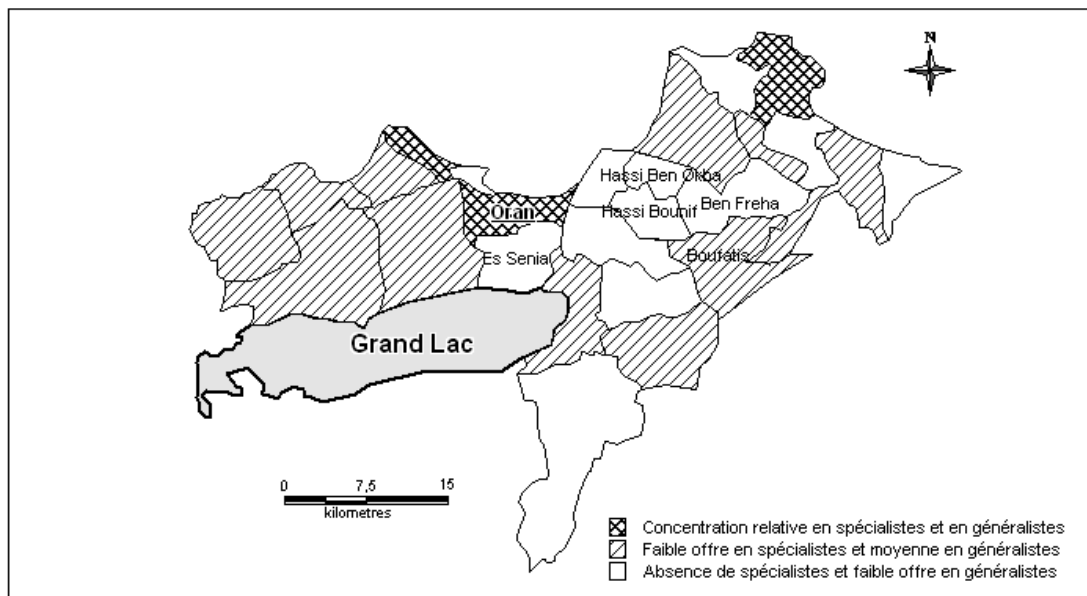 N
Hassi Ben Okba
Hassi Bounif
Ben Freha
Oran
Es Senia
Boufatis
Grand Lac
0 7,5 15
kilometres
Concentration relative en spécialistes et en généralistes
Faible offre en spécialistes et moyenne en généralistes
Absence de spécialistes et faible offre en généralistes